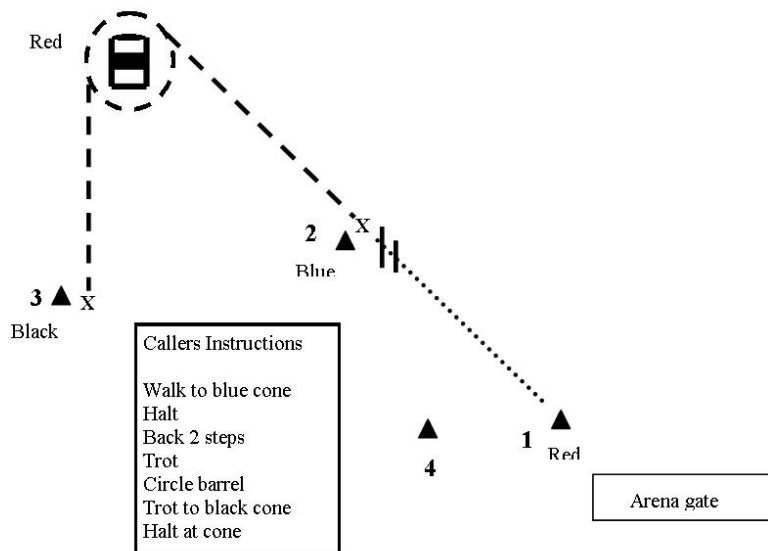 Red
2
X
Blue
3
X
Black
Callers Instructions
Walk to blue cone
Halt
Back 2 steps
Trot
Circle barrel
Trot to black cone
Halt at cone
4
1
Red
Arena gate